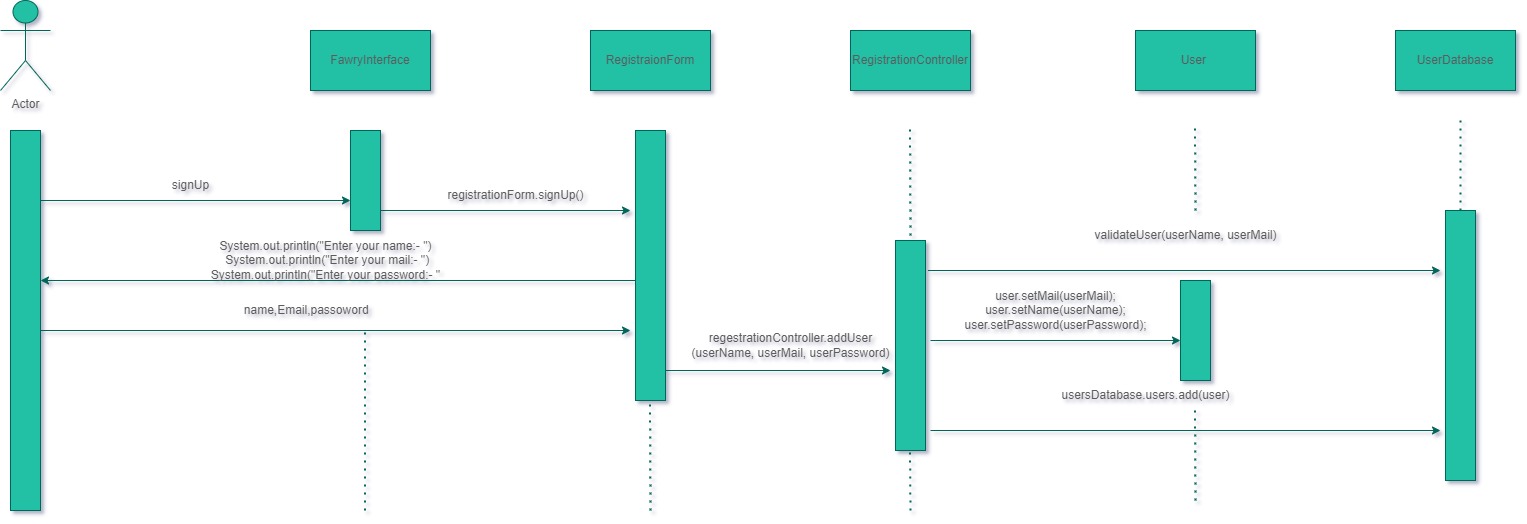 Actor
FawryInterface
RegistraionForm
RegistrationController
User
UserDatabase
signUp
registrationForm.signUp()
System.out.println("Enter your name:- ")
System.out.println("Enter your mail:- ")
System.out.println("Enter your password:- "
name,Email,passoword
regestrationController.addUser
(userName, userMail, userPassword)
validateUser(userName, userMail)
user.setMail(userMail);
user.setName(userName);
user.setPassword(userPassword);
usersDatabase.users.add(user)